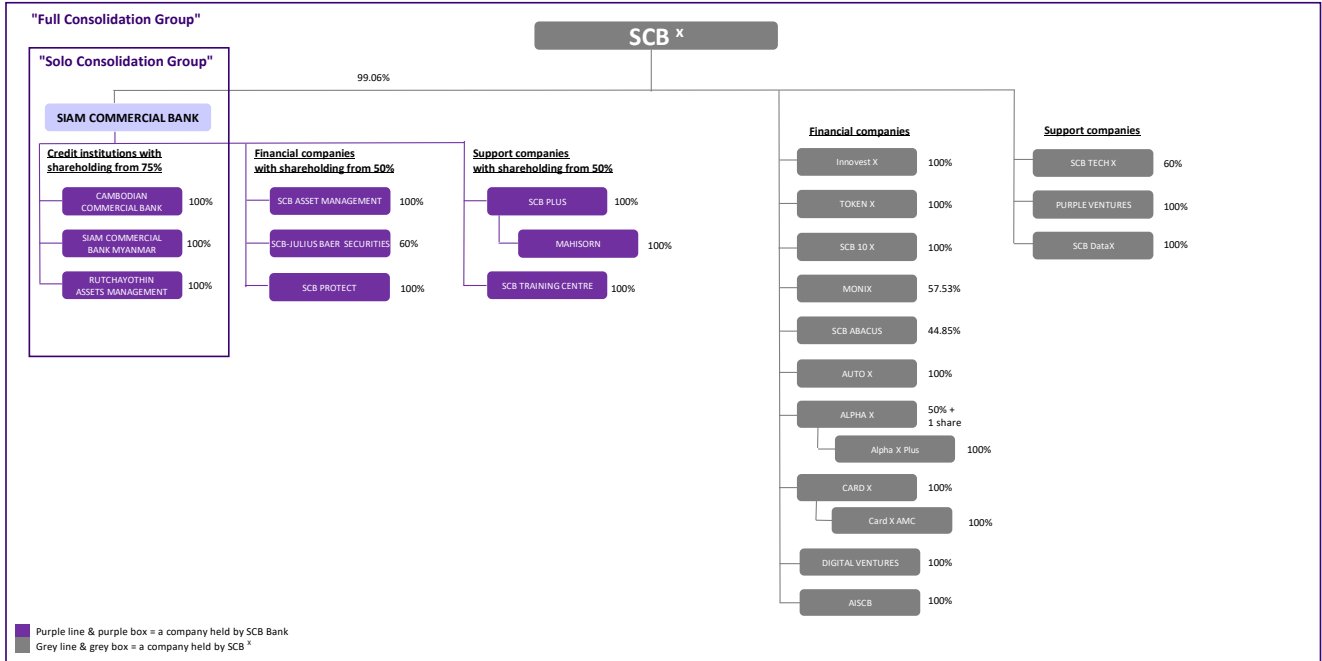 "Full Consolidation Group"
SCB X
"Solo Consolidation Group"
99.06%
SIAM COMMERCIAL BANK
Credit institutions with
shareholding from 75%
CAMBODIAN
COMMERCIAL BANK
100%
SIAM COMMERCIAL
BANK MYANMAR
100%
RUTCHAYOTHIN
ASSETS MANAGEMENT
100%
Financial companies
with shareholding from 50%
SCB ASSET MANAGEMENT
100%
SCB-JULIUS BAER SECURITIES
60%
SCB PROTECT
100%
Support companies
with shareholding from 50%
SCB PLUS
100%
MAHISORN
100%
SCB TRAINING CENTRE
100%
Financial companies
Innovest X
100%
TOKEN X
100%
SCB 10 X
100%
MONIX
57.53%
SCB ABACUS
44.85%
AUTO X
100%
ALPHA X
50% +
1 share
Alpha X Plus
100%
CARD X
100%
Card X AMC
100%
DIGITAL VENTURES
100%
AISCB
100%
Support companies
SCB TECH X
60%
PURPLE VENTURES
100%
SCB DataX
100%
Purple line & purple box = a company held by SCB Bank
Grey line & grey box = a company held by SCB X